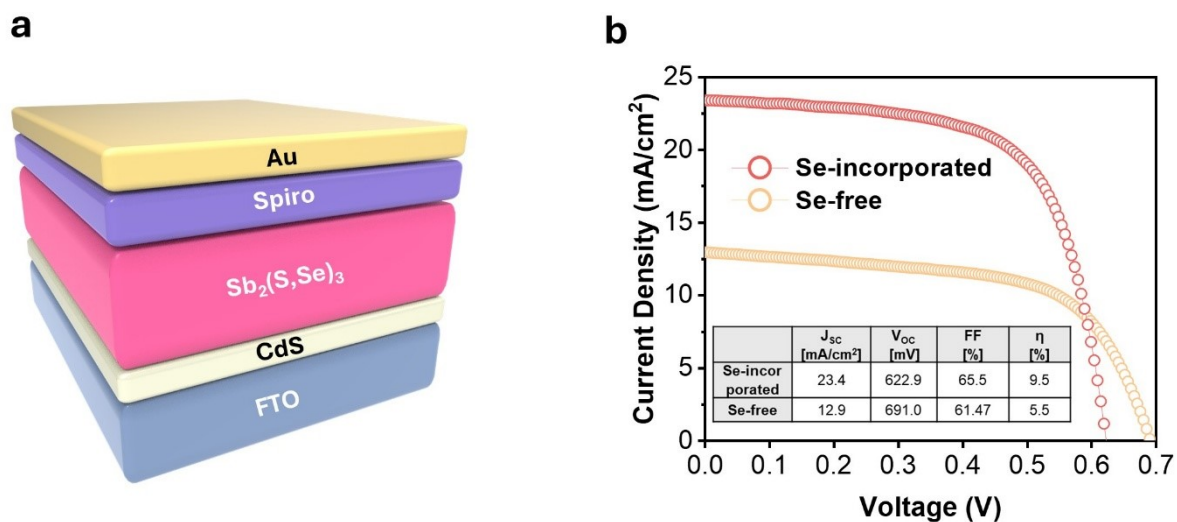 a
Au
Spiro
Sb₂(S,Se)₃
CdS
FTO
b
25
20
15
10
5
0
Current Density (mA/cm²)
Se-incorporated
Se-free
J_SC V_OC FF η
[mA/cm²] [mV] [%] [%]
Se-incor
porated 23.4 622.9 65.5 9.5
Se-free 12.9 691.0 61.47 5.5
0.0 0.1 0.2 0.3 0.4 0.5 0.6 0.7
Voltage (V)